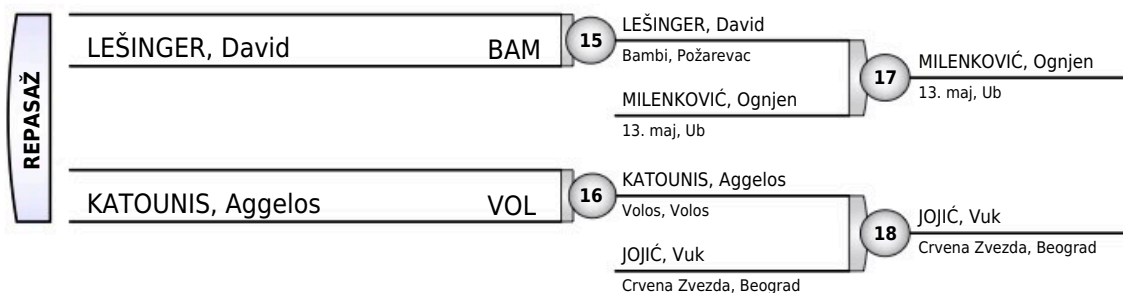 REPASAŽ
LEŠINGER, David BAM
15
LEŠINGER, David
Bambi, Požarevac
MILENKOVIĆ, Ognjen
13. maj, Ub
17
MILENKOVIĆ, Ognjen
13. maj, Ub
KATOUNIS, Aggelos VOL
16
KATOUNIS, Aggelos
Volos, Volos
JOJIĆ, Vuk
Crvena Zvezda, Beograd
18
JOJIĆ, Vuk
Crvena Zvezda, Beograd